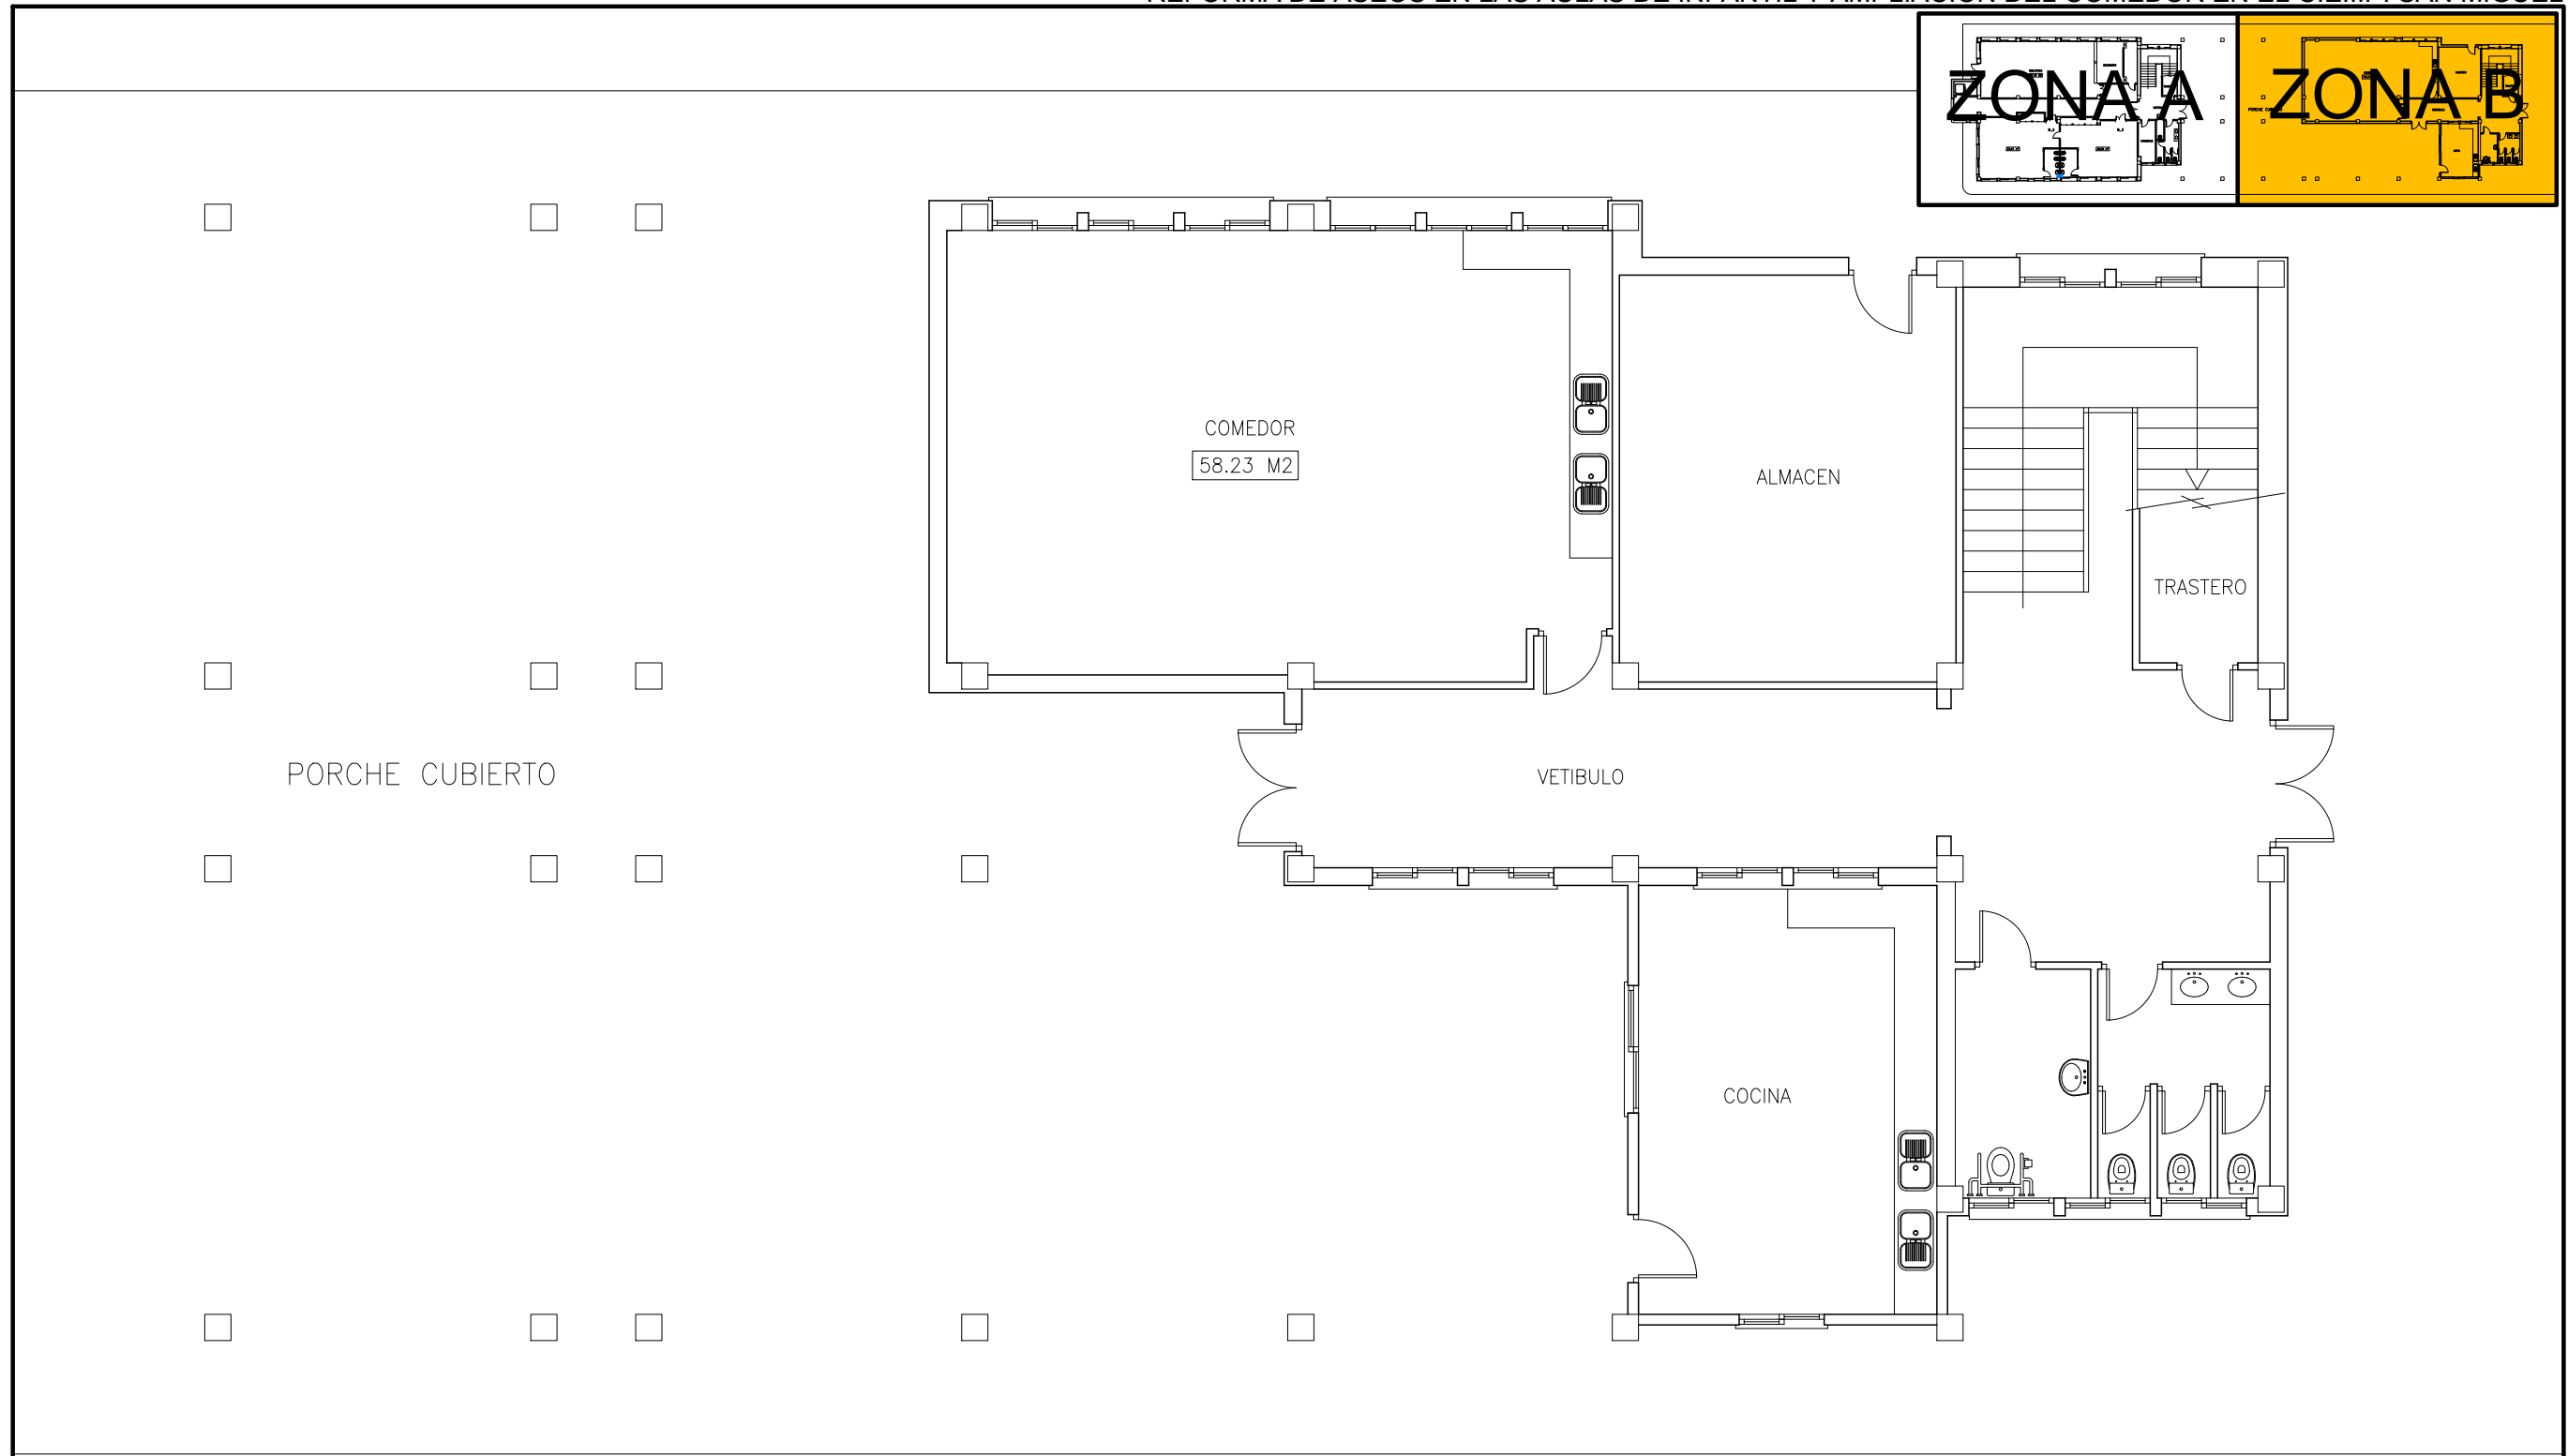 ZONA A
ZONA B
COMEDOR
58.23 M2
ALMACEN
TRASTERO
PORCHE CUBIERTO
VETIBULO
COCINA